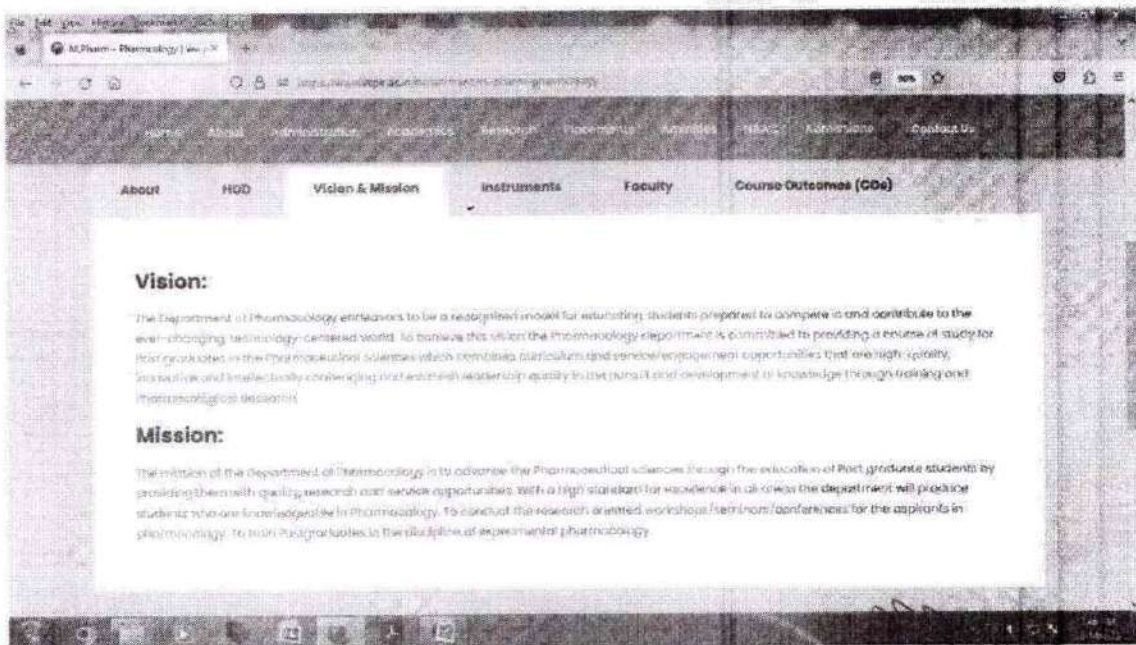 File Edit View History Bookmarks
M.Pharm - Pharmacology |
90%
Home About Administration Academics Research Placements Amenities NAAC Admissions Contact Us
About HOD Vision & Mission Instruments Faculty Course Outcomes (COs)
Vision:
The Department of Pharmacology endeavors to be a recognized model for educating students prepared to compete in and contribute to the
ever-changing, technology-centered world. To achieve this vision the Pharmacology department is committed to providing a course of study for
Post graduates in the Pharmaceutical sciences which combines curriculum and service/engagement opportunities that are high-quality,
innovative and intellectually challenging and establish leadership quality in the pursuit and development of knowledge through training and
Pharmacological Research
Mission:
The mission of the Department of Pharmacology is to advance the Pharmaceutical sciences through the education of Post graduate students by
providing them with quality research and service opportunities. With a high standard for excellence in all areas the department will produce
students who are knowledgeable in Pharmacology. To conduct the research oriented workshops/seminars/conferences for the aspirants in
pharmacology. To train Postgraduates in the discipline of experimental pharmacology